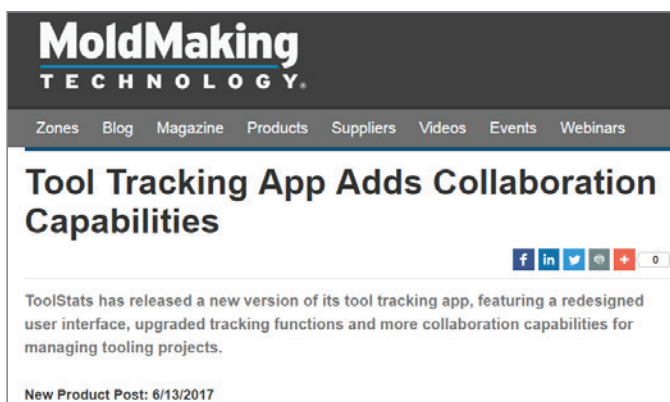 MoldMaking
TECHNOLOGY®
Zones Blog Magazine Products Suppliers Videos Events Webinars
Tool Tracking App Adds Collaboration
Capabilities
f in + 0
ToolStats has released a new version of its tool tracking app, featuring a redesigned
user interface, upgraded tracking functions and more collaboration capabilities for
managing tooling projects.
New Product Post: 6/13/2017